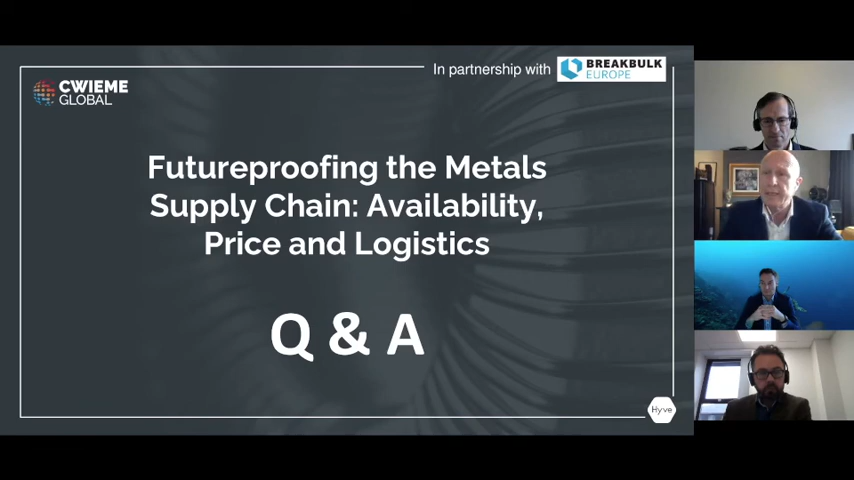 In partnership with
BREAKBULK
EUROPE
CWIEME
GLOBAL
Futureproofing the Metals
Supply Chain: Availability,
Price and Logistics
Q & A
Hyve